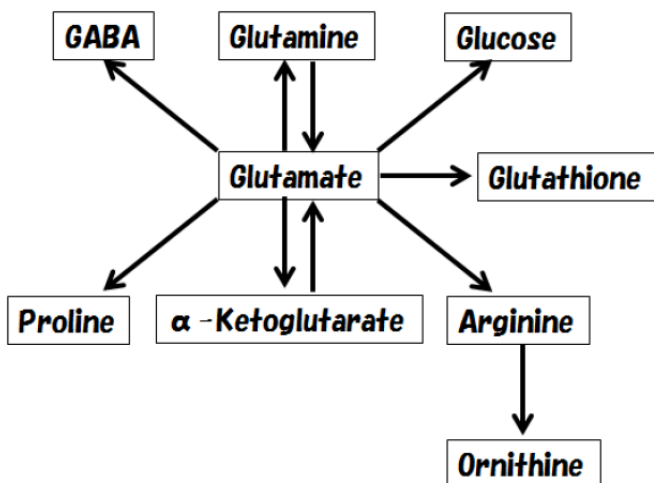 GABA
Glutamine
Glucose
Glutamate
Glutathione
Proline
α-Ketoglutarate
Arginine
Ornithine